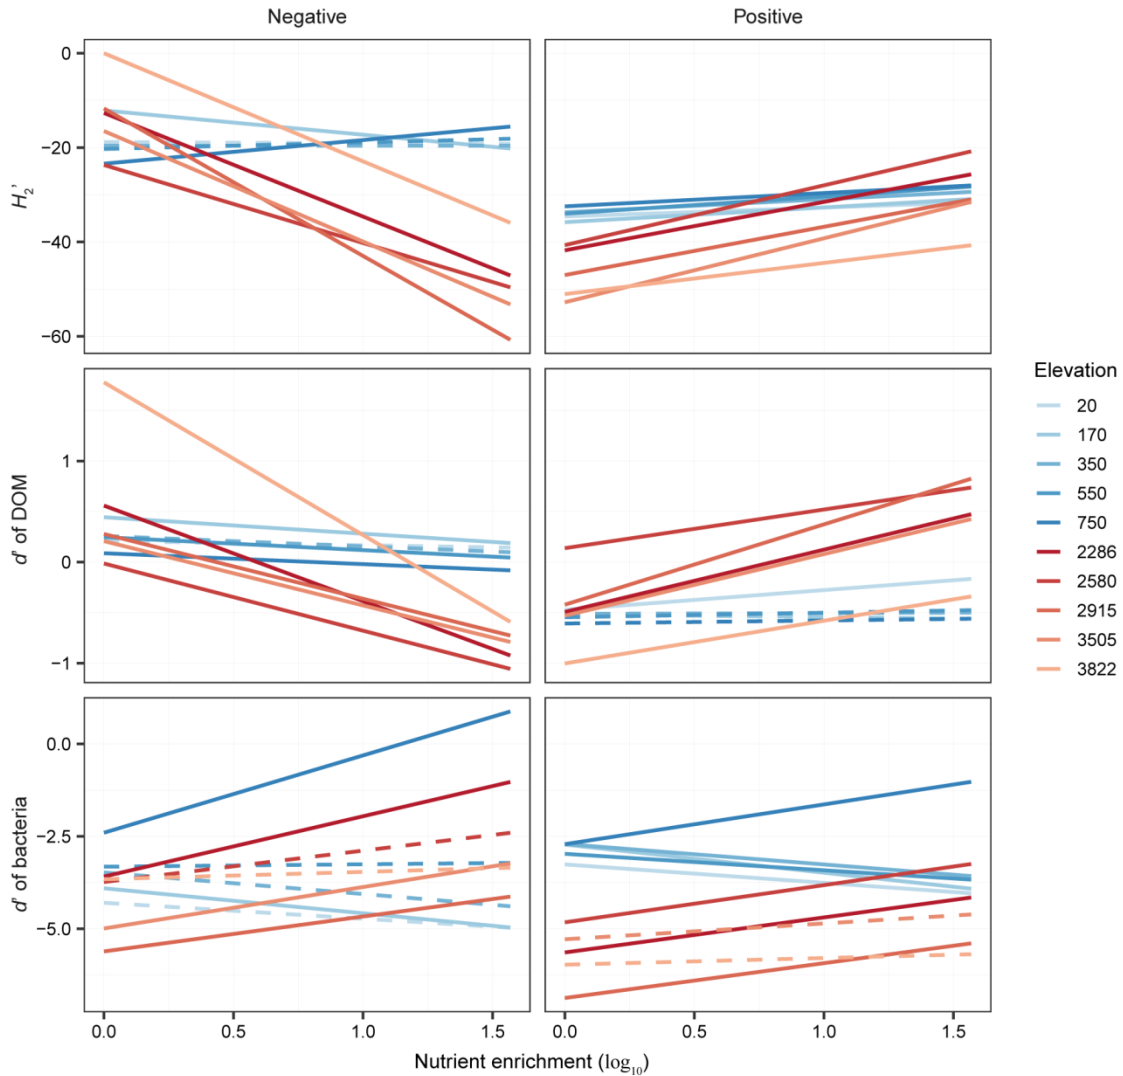 Negative
Positive
H₂'
0
−20
−40
−60
d' of DOM
1
0
−1
d' of bacteria
0.0
−2.5
−5.0
0.0 0.5 1.0 1.5
0.0 0.5 1.0 1.5
Nutrient enrichment (log₁₀)
Elevation
20
170
350
550
750
2286
2580
2915
3505
3822